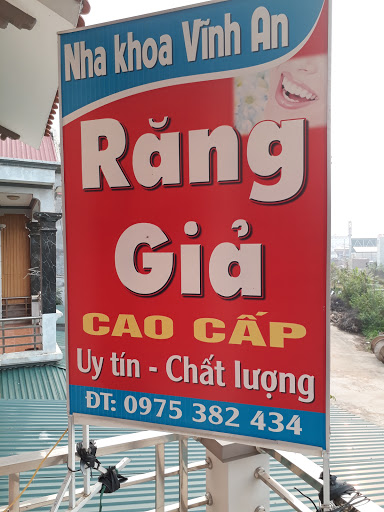 Nha khoa Vĩnh An
Răng
Giả
CAO CẤP
Uy tín - Chất lượng
ĐT: 0975 382 434